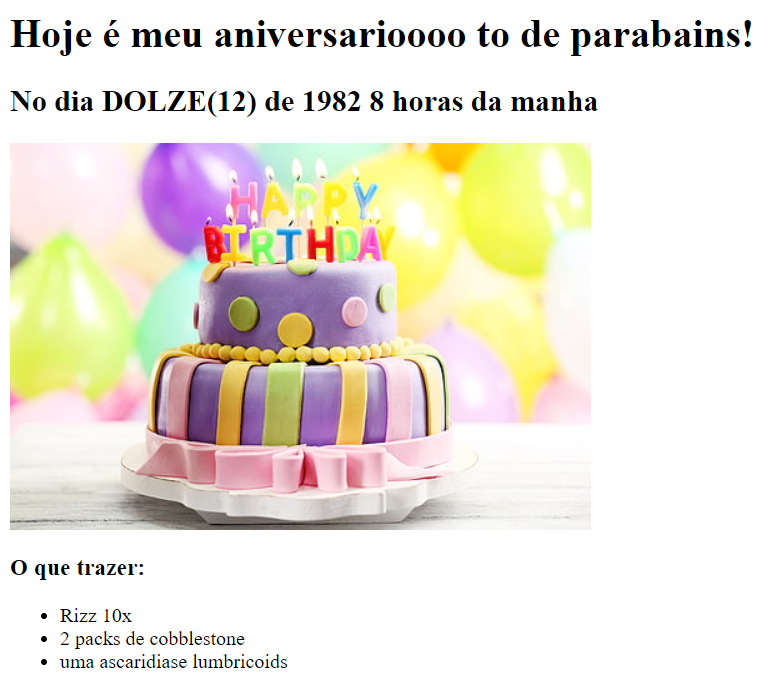 Hoje é meu aniversarioooo to de parabains!
No dia DOLZE(12) de 1982 8 horas da manha
HAPPY
BIRTHDAY
O que trazer:
Rizz 10x
2 packs de cobblestone
uma ascaridiase lumbricoids